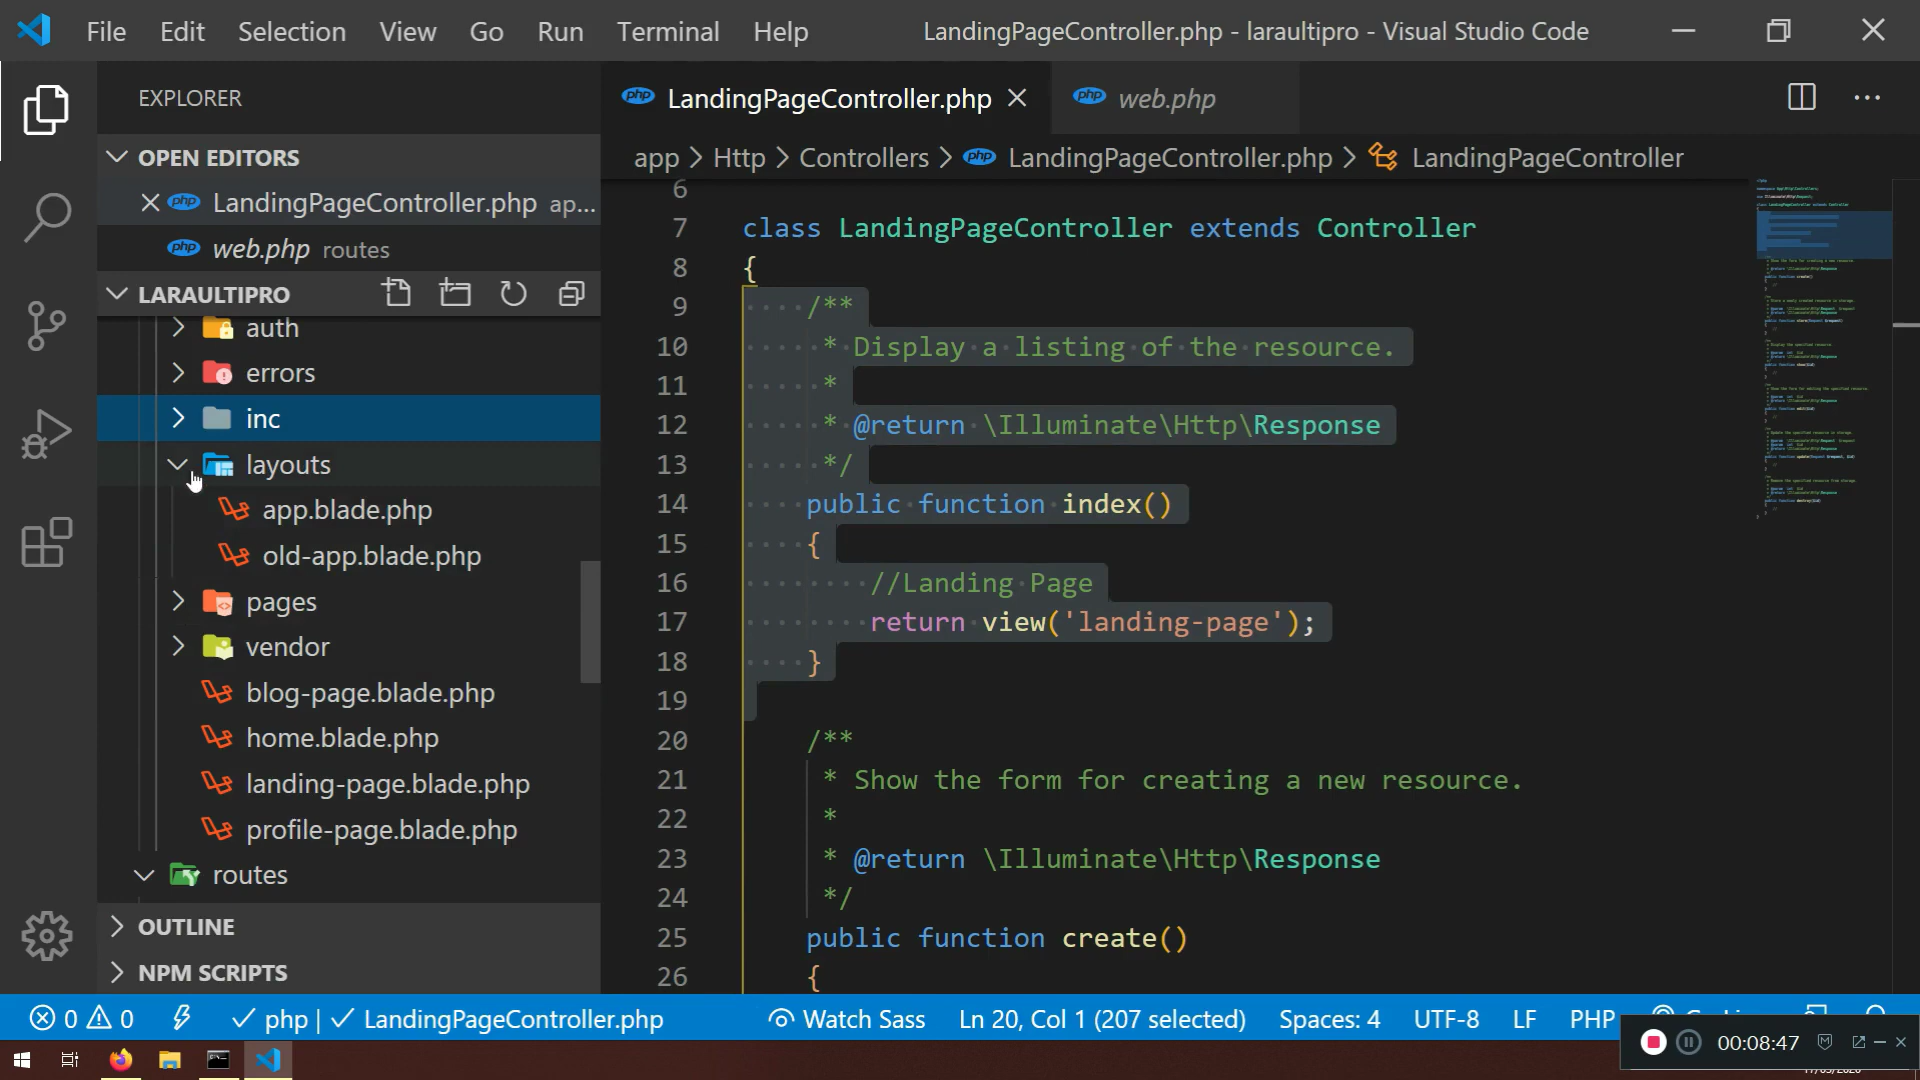 File Edit Selection View Go Run Terminal Help LandingPageController.php - laraultipro - Visual Studio Code
EXPLORER
OPEN EDITORS
php LandingPageController.php ap...
php web.php routes
LARAULTIPRO
auth
errors
inc
layouts
app.blade.php
old-app.blade.php
pages
vendor
blog-page.blade.php
home.blade.php
landing-page.blade.php
profile-page.blade.php
routes
OUTLINE
NPM SCRIPTS
php LandingPageController.php php web.php
app > Http > Controllers > php LandingPageController.php > LandingPageController
6
7 class LandingPageController extends Controller
8 {
9 /**
10 * Display a listing of the resource.
11 *
12 * @return \Illuminate\Http\Response
13 */
14 public function index()
15 {
16 //Landing Page
17 return view('landing-page');
18 }
19
20 /**
21 * Show the form for creating a new resource.
22 *
23 * @return \Illuminate\Http\Response
24 */
25 public function create()
26 {
0 0 php | LandingPageController.php Watch Sass Ln 20, Col 1 (207 selected) Spaces: 4 UTF-8 LF PHP
00:08:47